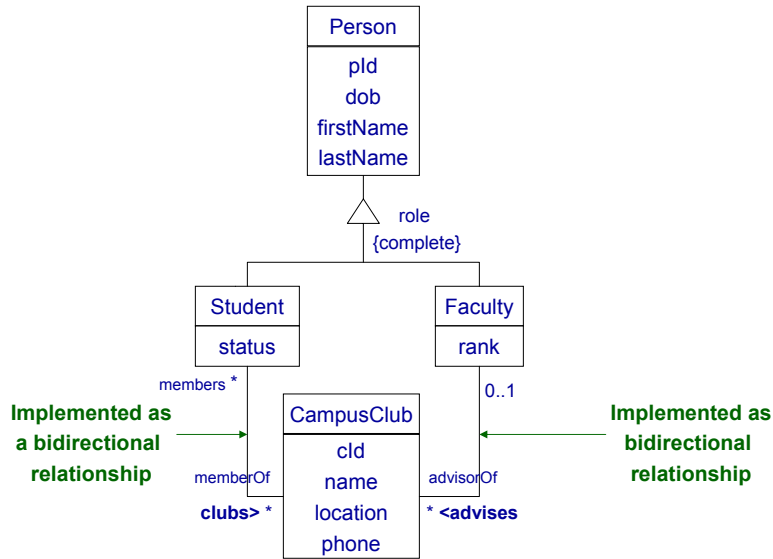 Person
pId
dob
firstName
lastName
role
{complete}
Student
status
Faculty
rank
members *
0..1
Implemented as
a bidirectional
relationship
CampusClub
cId
name
location
phone
Implemented as
bidirectional
relationship
memberOf
clubs> *
advisorOf
* <advises